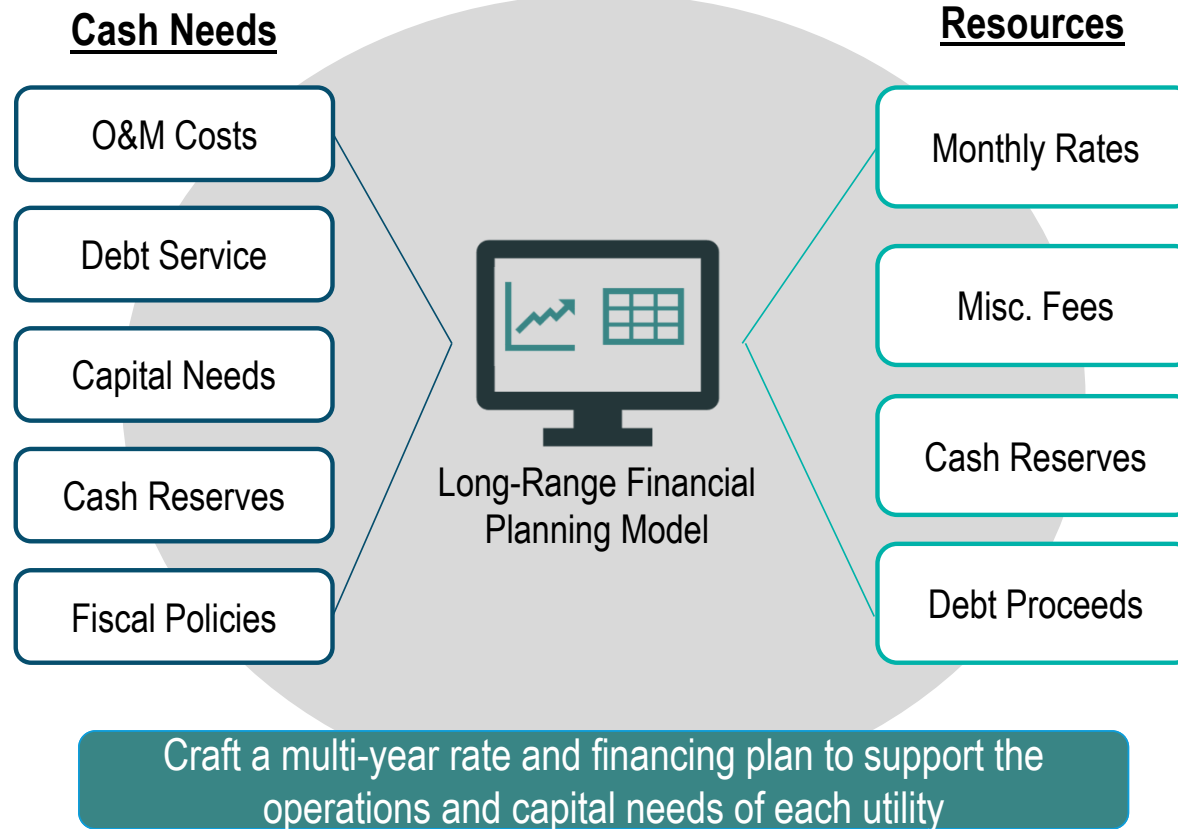 Cash Needs
O&M Costs
Debt Service
Capital Needs
Cash Reserves
Fiscal Policies
Long-Range Financial
Planning Model
Resources
Monthly Rates
Misc. Fees
Cash Reserves
Debt Proceeds
Craft a multi-year rate and financing plan to support the
operations and capital needs of each utility